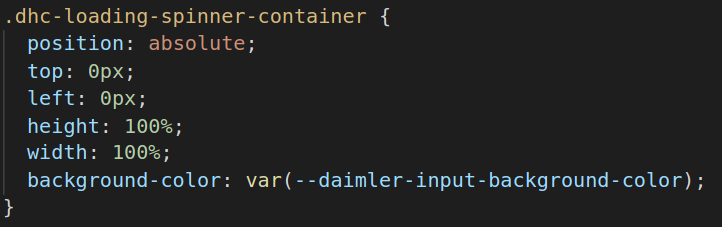 .dhc-loading-spinner-container {
  position: absolute;
  top: 0px;
  left: 0px;
  height: 100%;
  width: 100%;
  background-color: var(--daimler-input-background-color);
}